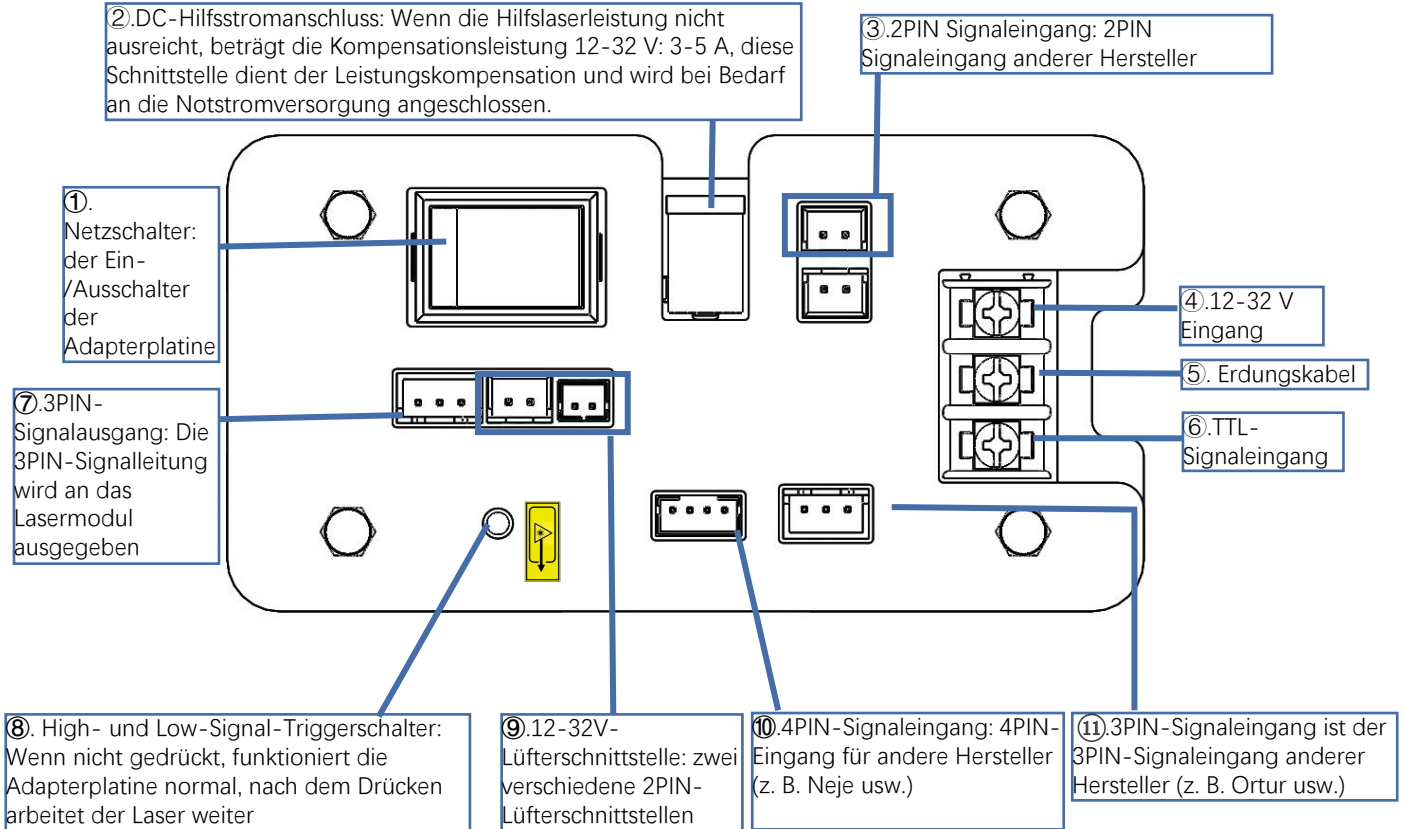 ②.DC-Hilfsstromanschluss: Wenn die Hilfslaserleistung nicht
ausreicht, beträgt die Kompensationsleistung 12-32 V: 3-5 A, diese
Schnittstelle dient der Leistungskompensation und wird bei Bedarf
an die Notstromversorgung angeschlossen.
③.2PIN Signaleingang: 2PIN
Signaleingang anderer Hersteller
①.
Netzschalter:
der Ein-
/Ausschalter
der
Adapterplatine
④.12-32 V
Eingang
⑤. Erdungskabel
⑥.TTL-
Signaleingang
⑦.3PIN-
Signalausgang: Die
3PIN-Signalleitung
wird an das
Lasermodul
ausgegeben
⑧. High- und Low-Signal-Triggerschalter:
Wenn nicht gedrückt, funktioniert die
Adapterplatine normal, nach dem Drücken
arbeitet der Laser weiter
⑨.12-32V-
Lüfterschnittstelle: zwei
verschiedene 2PIN-
Lüfterschnittstellen
⑩.4PIN-Signaleingang: 4PIN-
Eingang für andere Hersteller
(z. B. Neje usw.)
⑪.3PIN-Signaleingang ist der
3PIN-Signaleingang anderer
Hersteller (z. B. Ortur usw.)